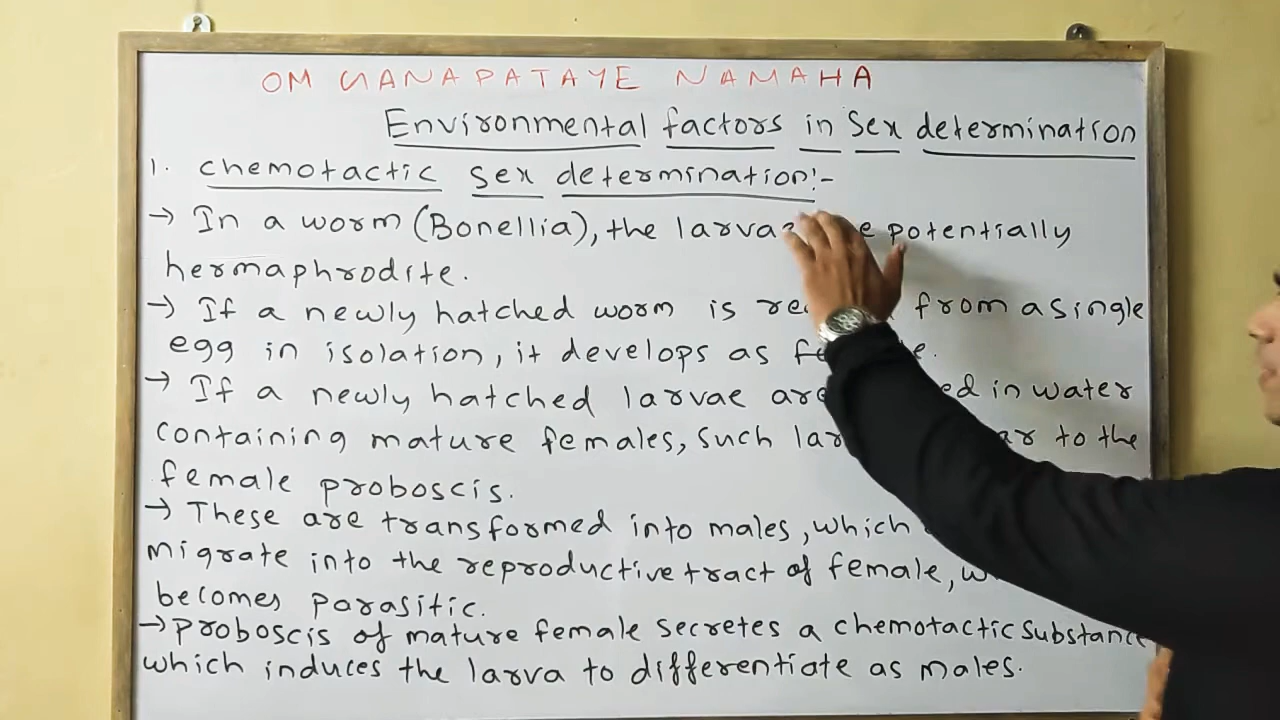 OM GANAPATAYE NAMAHA
Environmental factors in Sex determination
1. chemotactic Sex determination:-
→ In a worm (Bonellia), the larvae potentially
hermaphrodite.
→ If a newly hatched worm is from a single
egg in isolation, it develops as
→ If a newly hatched larvae are in water
containing mature females, such to the
female proboscis.
→ These are transformed into males, which
migrate into the reproductive tract of female,
becomes parasitic.
→ Proboscis of mature female secretes a chemotactic substance
which induces the larva to differentiate as males.